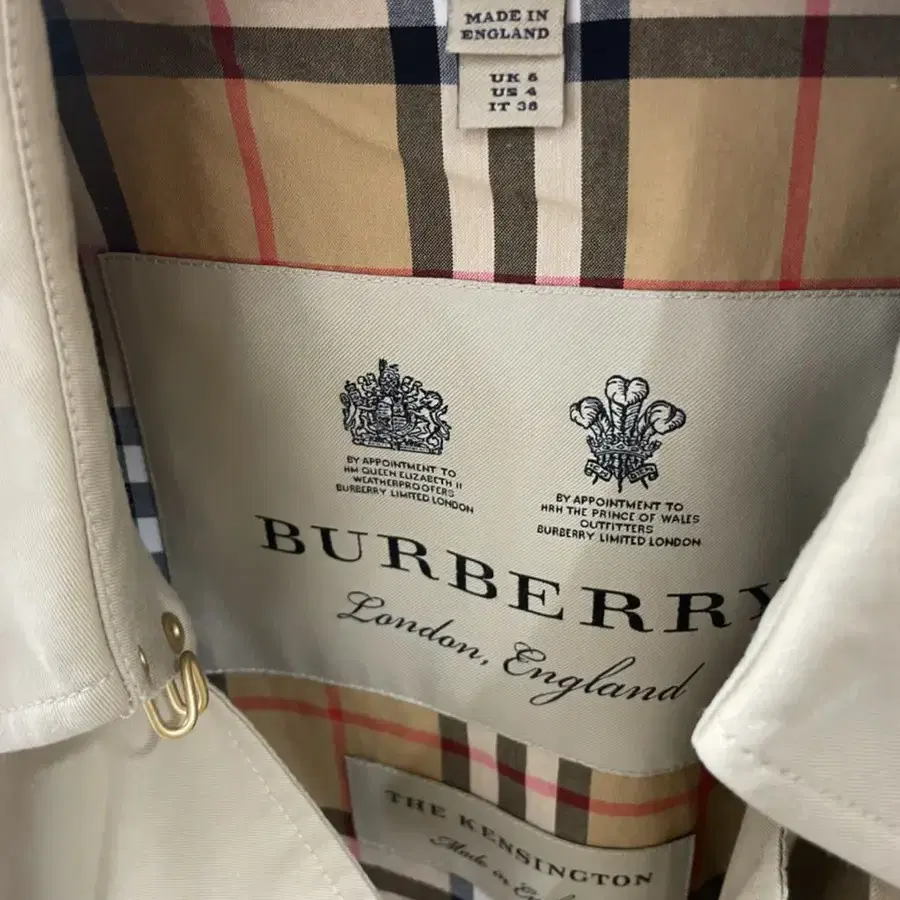 MADE IN
ENGLAND
UK 6
US 4
IT 38
BY APPOINTMENT TO
HM QUEEN ELIZABETH II
WEATHERPROOFERS
BURBERRY LIMITED LONDON
BY APPOINTMENT TO
HRH THE PRINCE OF WALES
OUTFITTERS
BURBERRY LIMITED LONDON
BURBERRY
London, England
THE KENSINGTON
Made in